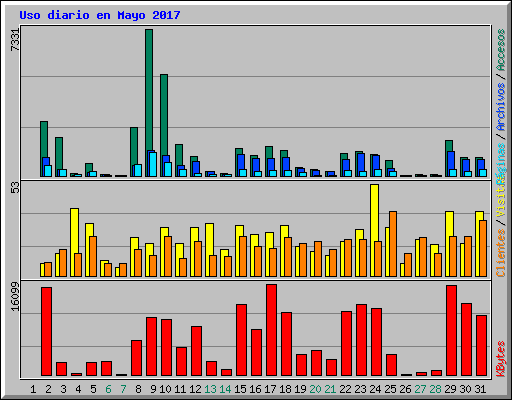 Uso diario en Mayo 2017
7331
53
16099
Accesos
/
Archivos
/
Páginas
Visitas
/
Clientes
KBytes
1 2 3 4 5 6 7 8 9 10 11 12 13 14 15 16 17 18 19 20 21 22 23 24 25 26 27 28 29 30 31